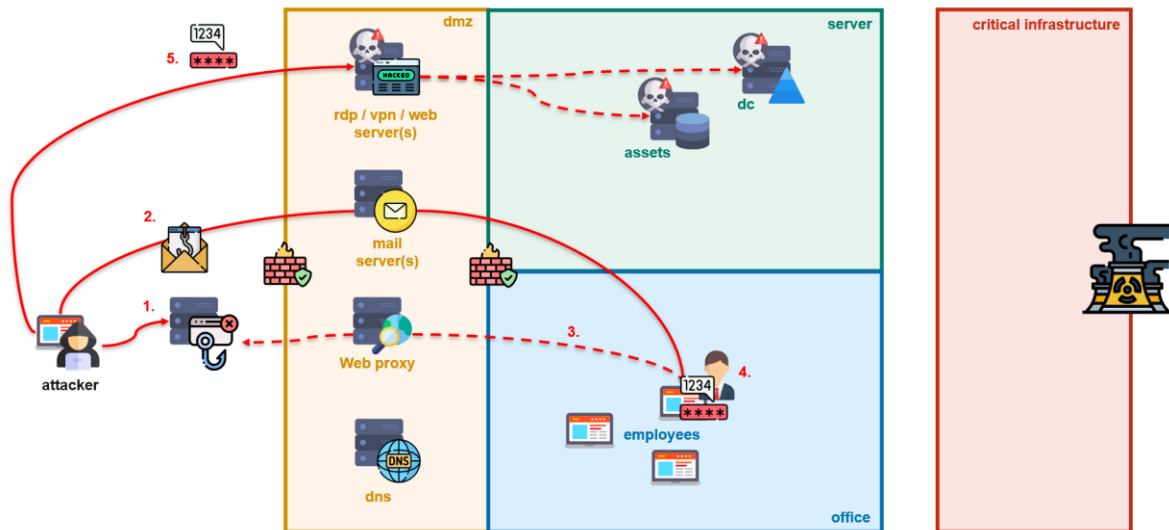 dmz
server
critical infrastructure
1234
5.
****
HACKED
rdp / vpn / web
server(s)
dc
assets
2.
mail
server(s)
1.
3.
attacker
Web proxy
4.
1234
****
employees
DNS
dns
office